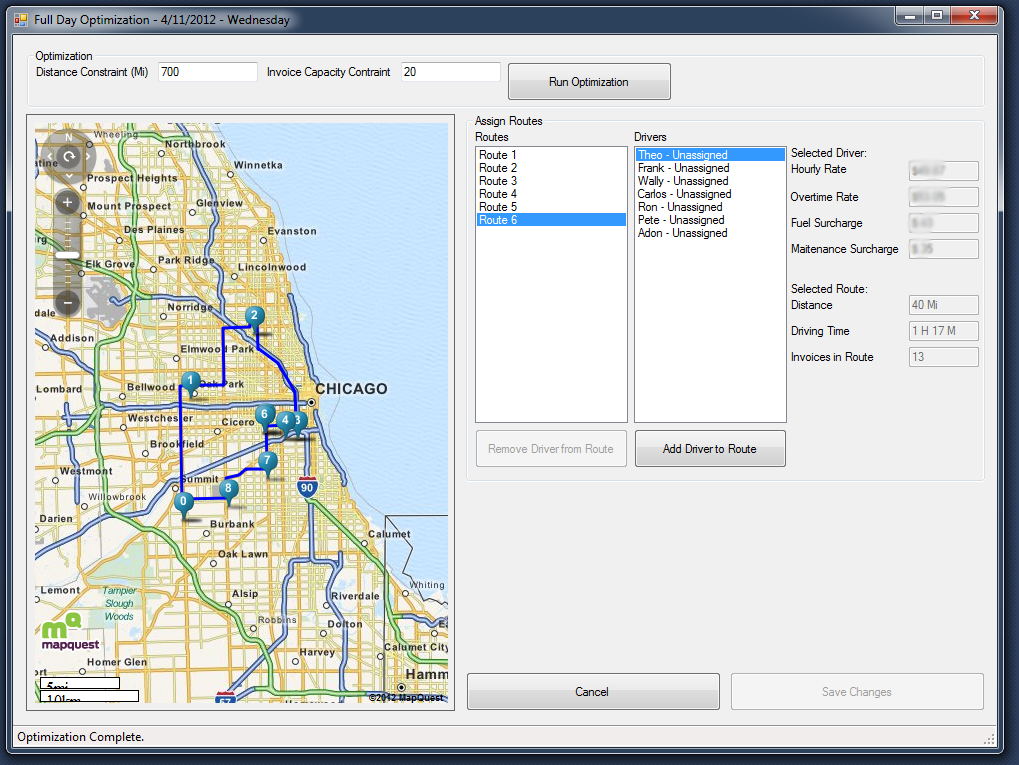 Full Day Optimization - 4/11/2012 - Wednesday
Optimization
Distance Constraint (Mi) 700 Invoice Capacity Contraint 20 Run Optimization
Assign Routes
Routes
Route 1
Route 2
Route 3
Route 4
Route 5
Route 6
Remove Driver from Route
Drivers
Theo - Unassigned
Frank - Unassigned
Wally - Unassigned
Carlos - Unassigned
Ron - Unassigned
Pete - Unassigned
Adon - Unassigned
Add Driver to Route
Selected Driver:
Hourly Rate
Overtime Rate
Fuel Surcharge
Maitenance Surcharge
Selected Route:
Distance 40 Mi
Driving Time 1 H 17 M
Invoices in Route 13
N
Wheeling
Northbrook
Winnetka
Prospect Heights
Glenview
Mount Prospect
Evanston
Des Plaines
Park Ridge
Elk Grove
Lincolnwood
Norridge
2
Addison
Elmwood Park
1
Oak Park
Lombard
Bellwood
CHICAGO
Westchester
Cicero
6
4
3
Brookfield
7
Westmont
Summit
8
90
Willowbrook
0
Darien
Burbank
Calumet
Oak Lawn
Lemont
Tampier
Slough
Woods
Alsip
Riverdale
Whiting
Robbins
Dolton
mapquest
Harvey
Calumet City
Homer Glen
Hamm
5mi
10km
57
©2012 MapQuest
Cancel
Save Changes
Optimization Complete.